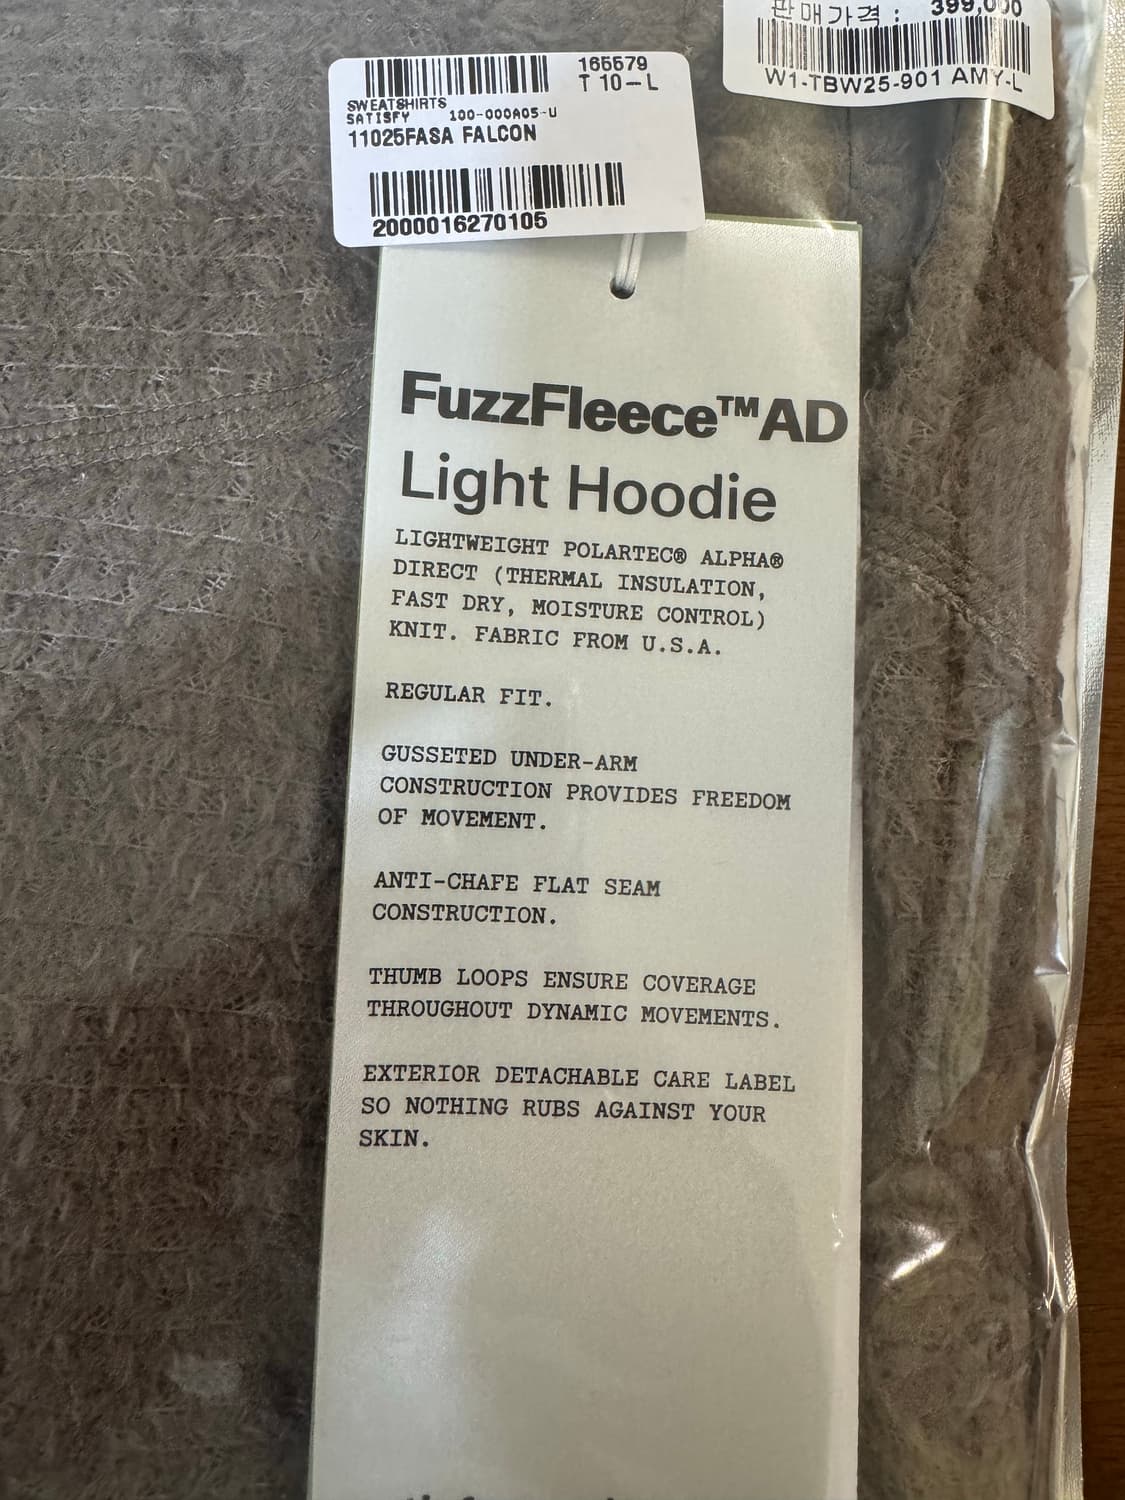 판매가격 : 399,000
W1-TBW25-901 AMY-L
165579
T 10-L
SWEATSHIRTS
SATISFY 100-000A05-U
11025FASA FALCON
2000016270105
FuzzFleece™ AD
Light Hoodie
LIGHTWEIGHT POLARTEC® ALPHA®
DIRECT (THERMAL INSULATION,
FAST DRY, MOISTURE CONTROL)
KNIT. FABRIC FROM U.S.A.
REGULAR FIT.
GUSSETED UNDER-ARM
CONSTRUCTION PROVIDES FREEDOM
OF MOVEMENT.
ANTI-CHAFE FLAT SEAM
CONSTRUCTION.
THUMB LOOPS ENSURE COVERAGE
THROUGHOUT DYNAMIC MOVEMENTS.
EXTERIOR DETACHABLE CARE LABEL
SO NOTHING RUBS AGAINST YOUR
SKIN.